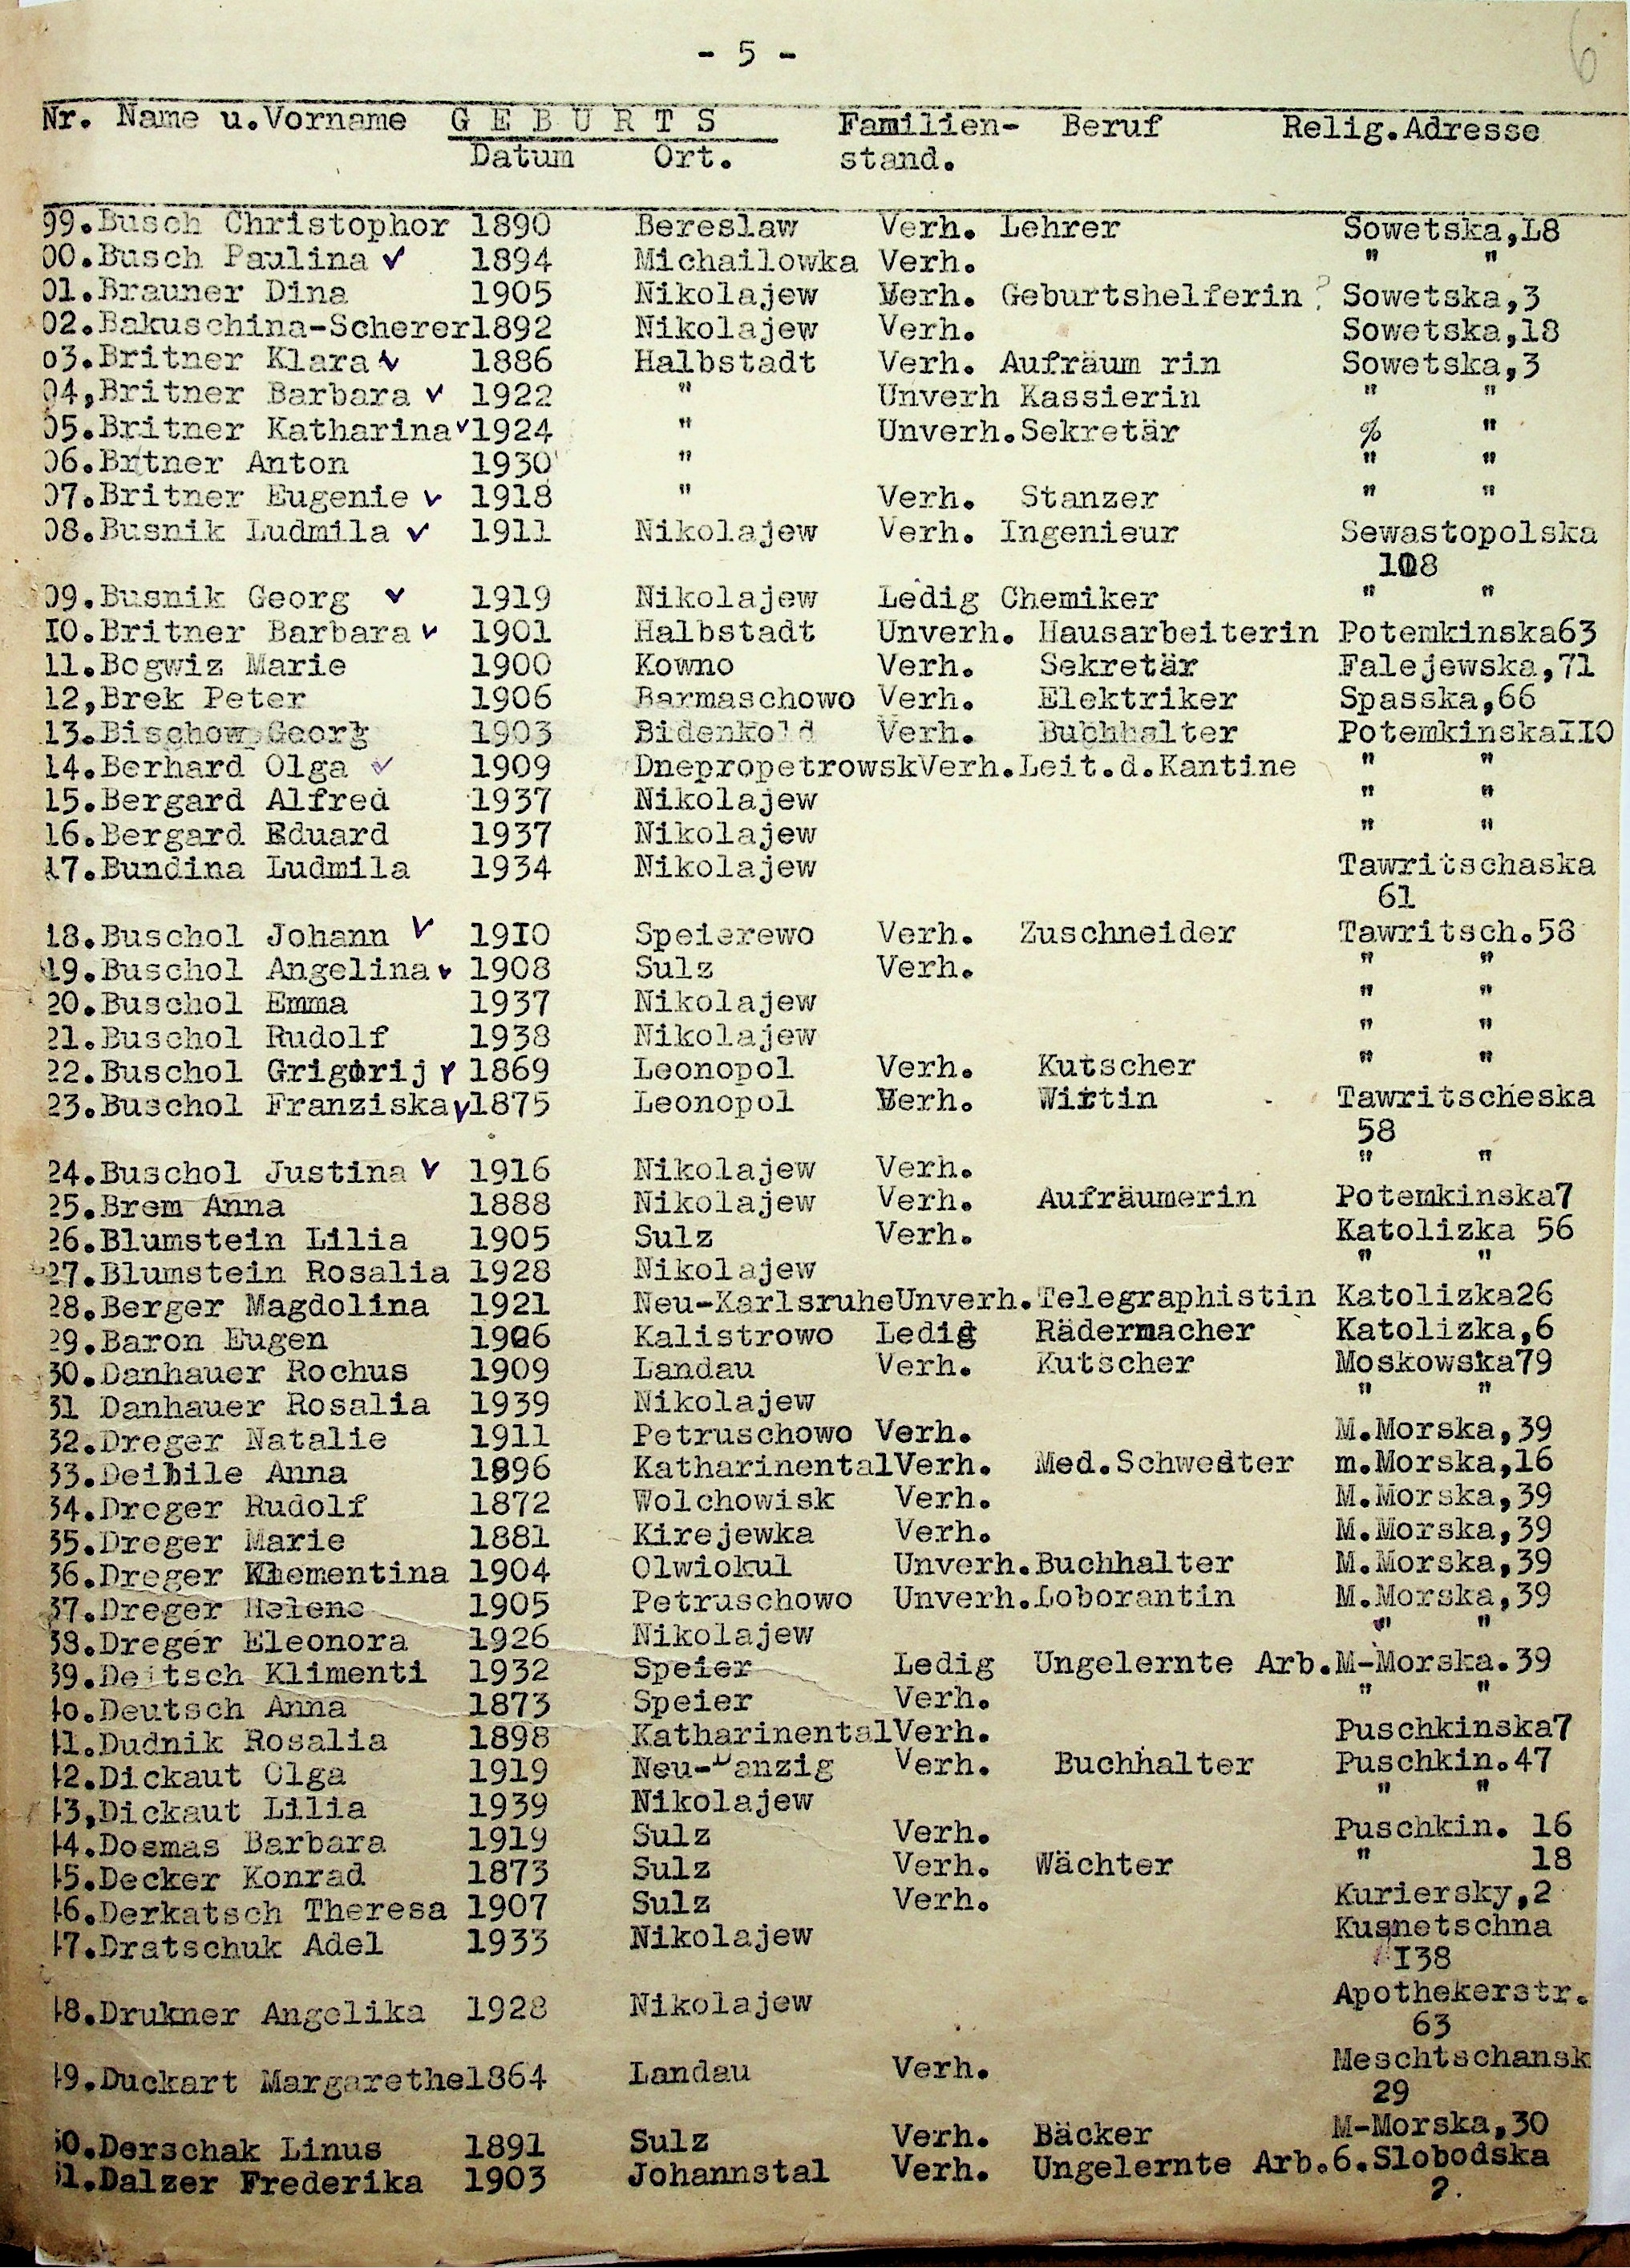 - 5 -
6
Nr. Name u.Vorname G E B U R T S Familien- Beruf Relig.Adresse
Datum Ort. stand.
99.Busch Christophor 1890 Bereslaw Verh. Lehrer Sowetska,L8
00.Busch Paulina ✓ 1894 Michailowka Verh. " "
01.Brauner Dina 1905 Nikolajew Verh. Geburtshelferin ? Sowetska,3
02.Bakuschina-Scherer1892 Nikolajew Verh. Sowetska,18
03.Britner Klara ✓ 1886 Halbstadt Verh. Aufräum rin Sowetska,3
04,Britner Barbara ✓ 1922 " Unverh Kassierin " "
05.Britner Katharina ✓1924 " Unverh.Sekretär % "
06.Brtner Anton 1930 " " "
07.Britner Eugenie ✓ 1918 " Verh. Stanzer " "
08.Busnik Ludmila ✓ 1911 Nikolajew Verh. Ingenieur Sewastopolska
108
09.Busnik Georg ✓ 1919 Nikolajew Ledig Chemiker " "
10.Britner Barbara ✓ 1901 Halbstadt Unverh. Hausarbeiterin Potemkinska63
11.Bogwiz Marie 1900 Kowno Verh. Sekretär Falejewska,71
12,Brek Peter 1906 Barmaschowo Verh. Elektriker Spasska,66
13.Bischow Georg 1903 Bidenkold Verh. Buchhalter PotemkinskaII0
14.Berhard Olga ✓ 1909 DnepropetrowskVerh.Leit.d.Kantine " "
15.Bergard Alfred 1937 Nikolajew " "
16.Bergard Eduard 1937 Nikolajew " "
17.Bundina Ludmila 1934 Nikolajew Tawritschaska
61
18.Buschol Johann ✓ 19I0 Speierewo Verh. Zuschneider Tawritsch.58
19.Buschol Angelina ✓ 1908 Sulz Verh. " "
20.Buschol Emma 1937 Nikolajew " "
21.Buschol Rudolf 1938 Nikolajew " "
22.Buschol Grigorij ✓ 1869 Leonopol Verh. Kutscher " "
23.Buschol Franziska ✓1875 Leonopol Verh. Wirtin Tawritscheska
58
24.Buschol Justina ✓ 1916 Nikolajew Verh. " "
25.Brem Anna 1888 Nikolajew Verh. Aufräumerin Potemkinska7
26.Blumstein Lilia 1905 Sulz Verh. Katolizka 56
27.Blumstein Rosalia 1928 Nikolajew " "
28.Berger Magdolina 1921 Neu-KarlsruheUnverh.Telegraphistin Katolizka26
29.Baron Eugen 1906 Kalistrowo Ledig Rädermacher Katolizka,6
30.Danhauer Rochus 1909 Landau Verh. Kutscher Moskowska79
31 Danhauer Rosalia 1939 Nikolajew " "
32.Dreger Natalie 1911 Petruschowo Verh. M.Morska,39
33.Deibile Anna 1896 KatharinentalVerh. Med.Schwester m.Morska,16
34.Dreger Rudolf 1872 Wolchowisk Verh. M.Morska,39
35.Dreger Marie 1881 Kirejewka Verh. M.Morska,39
36.Dreger Klementina 1904 Olwiokul Unverh.Buchhalter M.Morska,39
37.Dreger Helene 1905 Petruschowo Unverh.Loborantin M.Morska,39
38.Dreger Eleonora 1926 Nikolajew " "
39.Deitsch Klimenti 1932 Speier Ledig Ungelernte Arb.M-Morska.39
40.Deutsch Anna 1873 Speier Verh. " "
41.Dudnik Rosalia 1898 KatharinentalVerh. Puschkinska7
42.Dickaut Olga 1919 Neu-Danzig Verh. Buchhalter Puschkin.47
43,Dickaut Lilia 1939 Nikolajew " "
44.Dosmas Barbara 1919 Sulz Verh. Puschkin. 16
45.Decker Konrad 1873 Sulz Verh. Wächter " 18
46.Derkatsch Theresa 1907 Sulz Verh. Kuriersky,2
47.Dratschuk Adel 1933 Nikolajew Kusnetschna
I38
48.Drukner Angelika 1928 Nikolajew Apothekerstr.
63
49.Duckart Margarethe1864 Landau Verh. Meschtschansk
29
50.Derschak Linus 1891 Sulz Verh. Bäcker M-Morska,30
51.Dalzer Frederika 1903 Johannstal Verh. Ungelernte Arb.6.Slobodska
2.